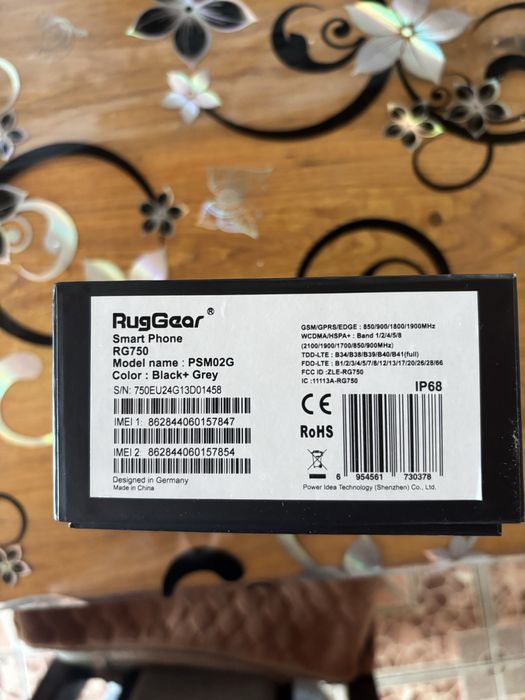 RugGear®
Smart Phone
RG750
Model name : PSM02G
Color : Black+ Grey
S/N: 750EU24G13D01458
IMEI 1: 862844060157847
IMEI 2: 862844060157854
Designed in Germany
Made in China
GSM/GPRS/EDGE : 850/900/1800/1900MHz
WCDMA/HSPA+ : Band 1/2/4/5/8
(2100/1900/1700/850/900MHz)
TDD-LTE : B34/B38/B39/B40/B41(full)
FDD-LTE : B1/2/3/4/5/7/8/12/13/17/20/26/28/66
FCC ID :ZLE-RG750
IC :11113A-RG750
IP68
CE
RoHS
6 954561 730378
Power Idea Technology (Shenzhen) Co., Ltd.